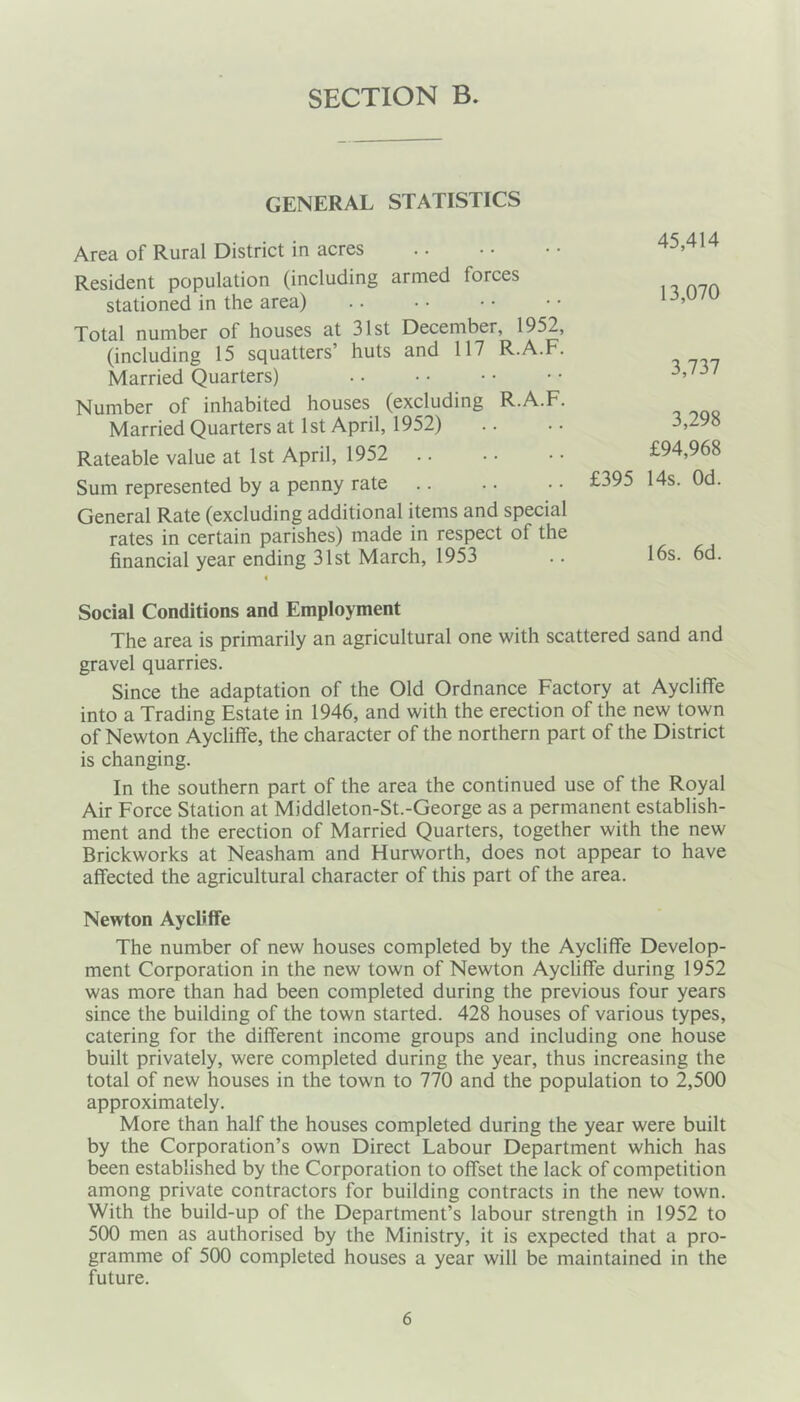 SECTION B.
GENERAL STATISTICS
Area of Rural District in acres .. .. .. 45,414
Resident population (including armed forces
stationed in the area) .. .. .. .. 13,070
Total number of houses at 31st December, 1952,
(including 15 squatters' huts and 117 R.A.F.
Married Quarters) .. .. .. .. 3,737
Number of inhabited houses (excluding R.A.F.
Married Quarters at 1st April, 1952) .. .. 3,298
Rateable value at 1st April, 1952 .. .. .. £94,968
Sum represented by a penny rate .. .. .. £395 14s. 0d.
General Rate (excluding additional items and special
rates in certain parishes) made in respect of the
financial year ending 31st March, 1953 .. 16s. 6d.
Social Conditions and Employment
The area is primarily an agricultural one with scattered sand and
gravel quarries.
Since the adaptation of the Old Ordnance Factory at Aycliffe
into a Trading Estate in 1946, and with the erection of the new town
of Newton Aycliffe, the character of the northern part of the District
is changing.
In the southern part of the area the continued use of the Royal
Air Force Station at Middleton-St.-George as a permanent establish-
ment and the erection of Married Quarters, together with the new
Brickworks at Neasham and Hurworth, does not appear to have
affected the agricultural character of this part of the area.
Newton Aycliffe
The number of new houses completed by the Aycliffe Develop-
ment Corporation in the new town of Newton Aycliffe during 1952
was more than had been completed during the previous four years
since the building of the town started. 428 houses of various types,
catering for the different income groups and including one house
built privately, were completed during the year, thus increasing the
total of new houses in the town to 770 and the population to 2,500
approximately.
More than half the houses completed during the year were built
by the Corporation's own Direct Labour Department which has
been established by the Corporation to offset the lack of competition
among private contractors for building contracts in the new town.
With the build-up of the Department's labour strength in 1952 to
500 men as authorised by the Ministry, it is expected that a pro-
gramme of 500 completed houses a year will be maintained in the
future.
6